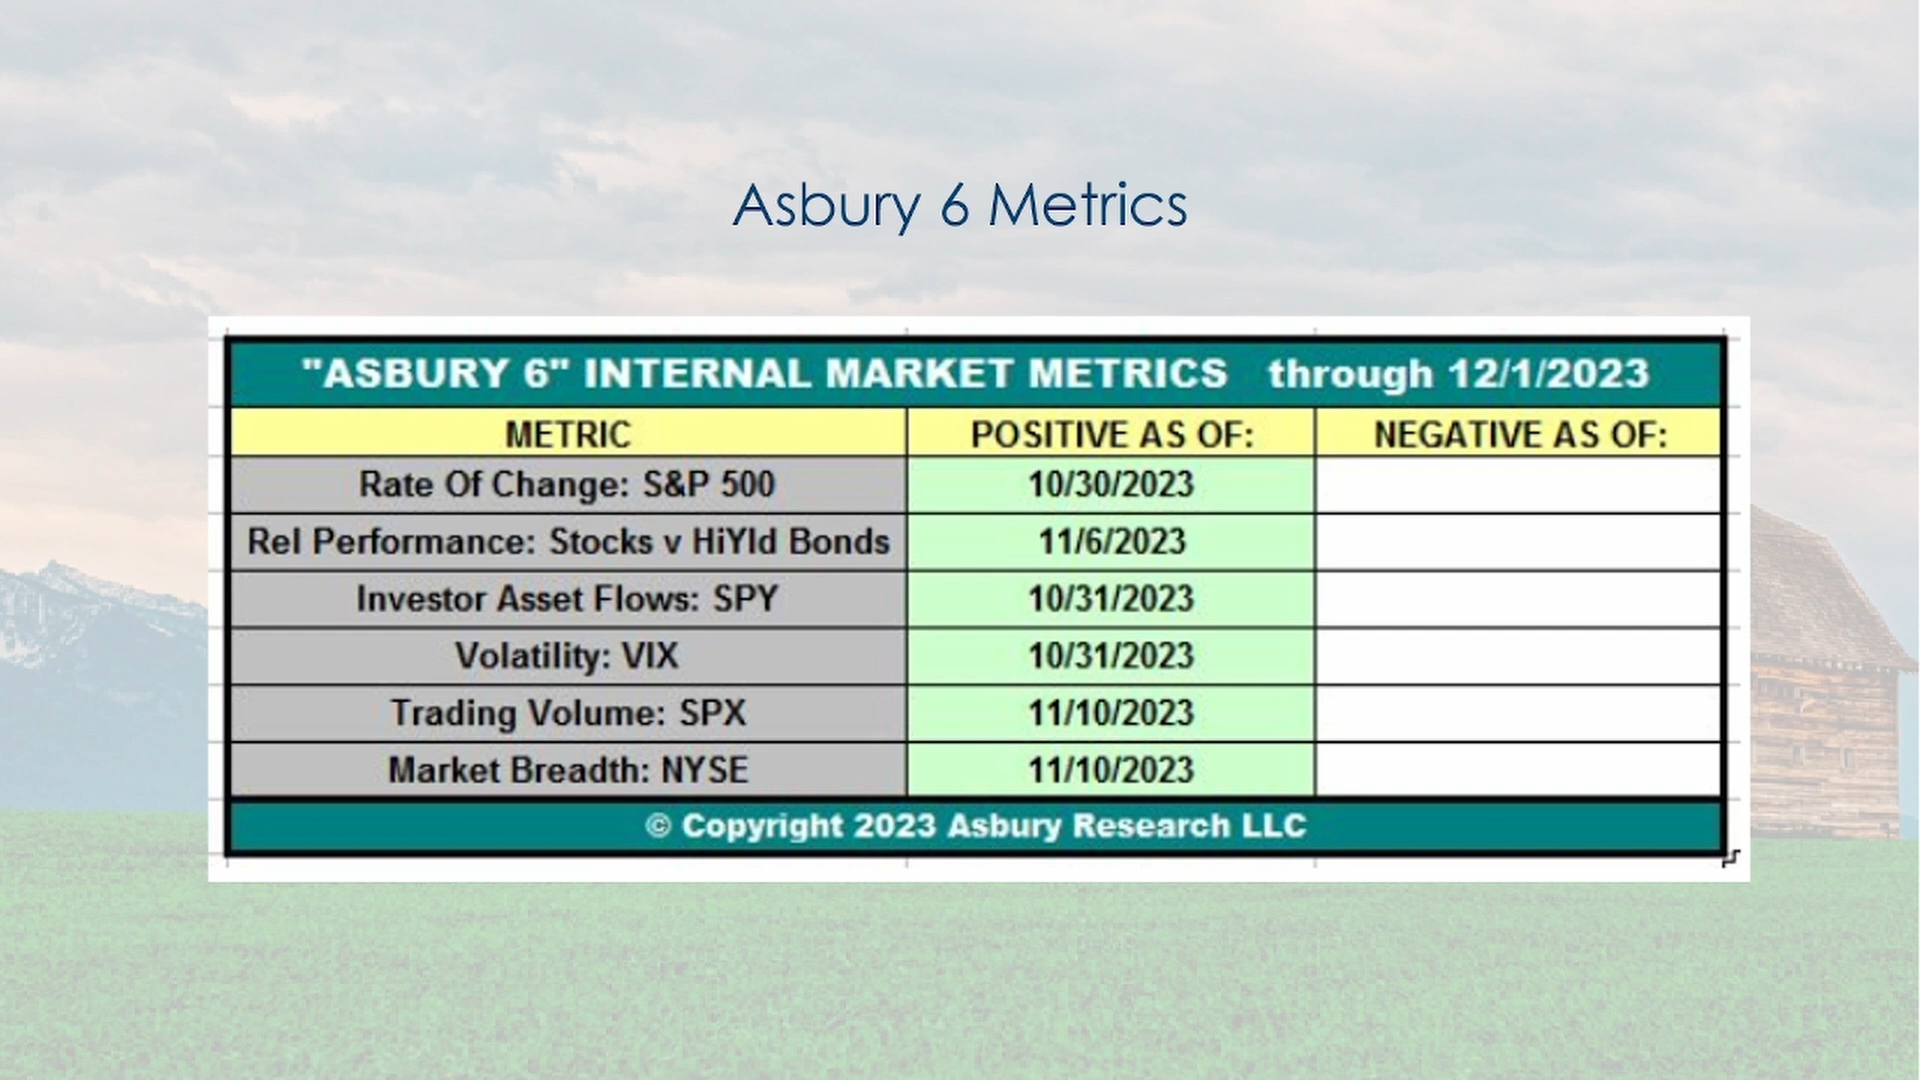 Asbury 6 Metrics
"ASBURY 6" INTERNAL MARKET METRICS through 12/1/2023
METRIC POSITIVE AS OF: NEGATIVE AS OF:
Rate Of Change: S&P 500 10/30/2023
Rel Performance: Stocks v HiYld Bonds 11/6/2023
Investor Asset Flows: SPY 10/31/2023
Volatility: VIX 10/31/2023
Trading Volume: SPX 11/10/2023
Market Breadth: NYSE 11/10/2023
© Copyright 2023 Asbury Research LLC